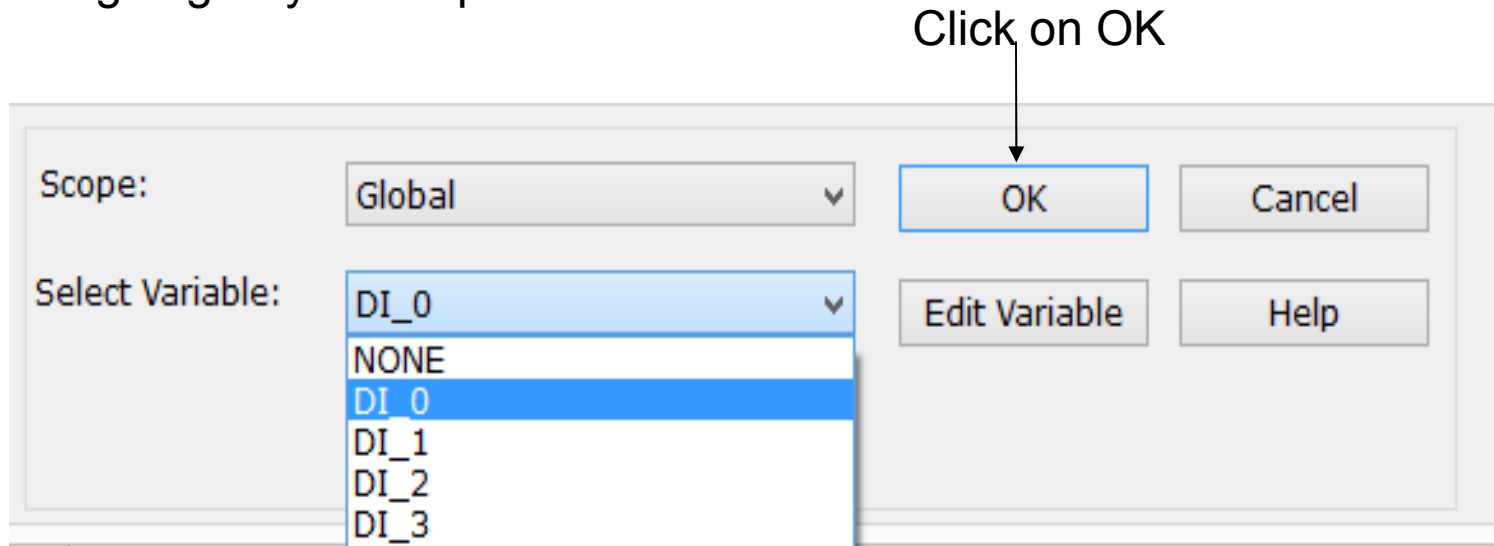 Click on OK
Scope:
Global
OK
Cancel
Select Variable:
DI_0
Edit Variable
Help
NONE
DI_0
DI_1
DI_2
DI_3